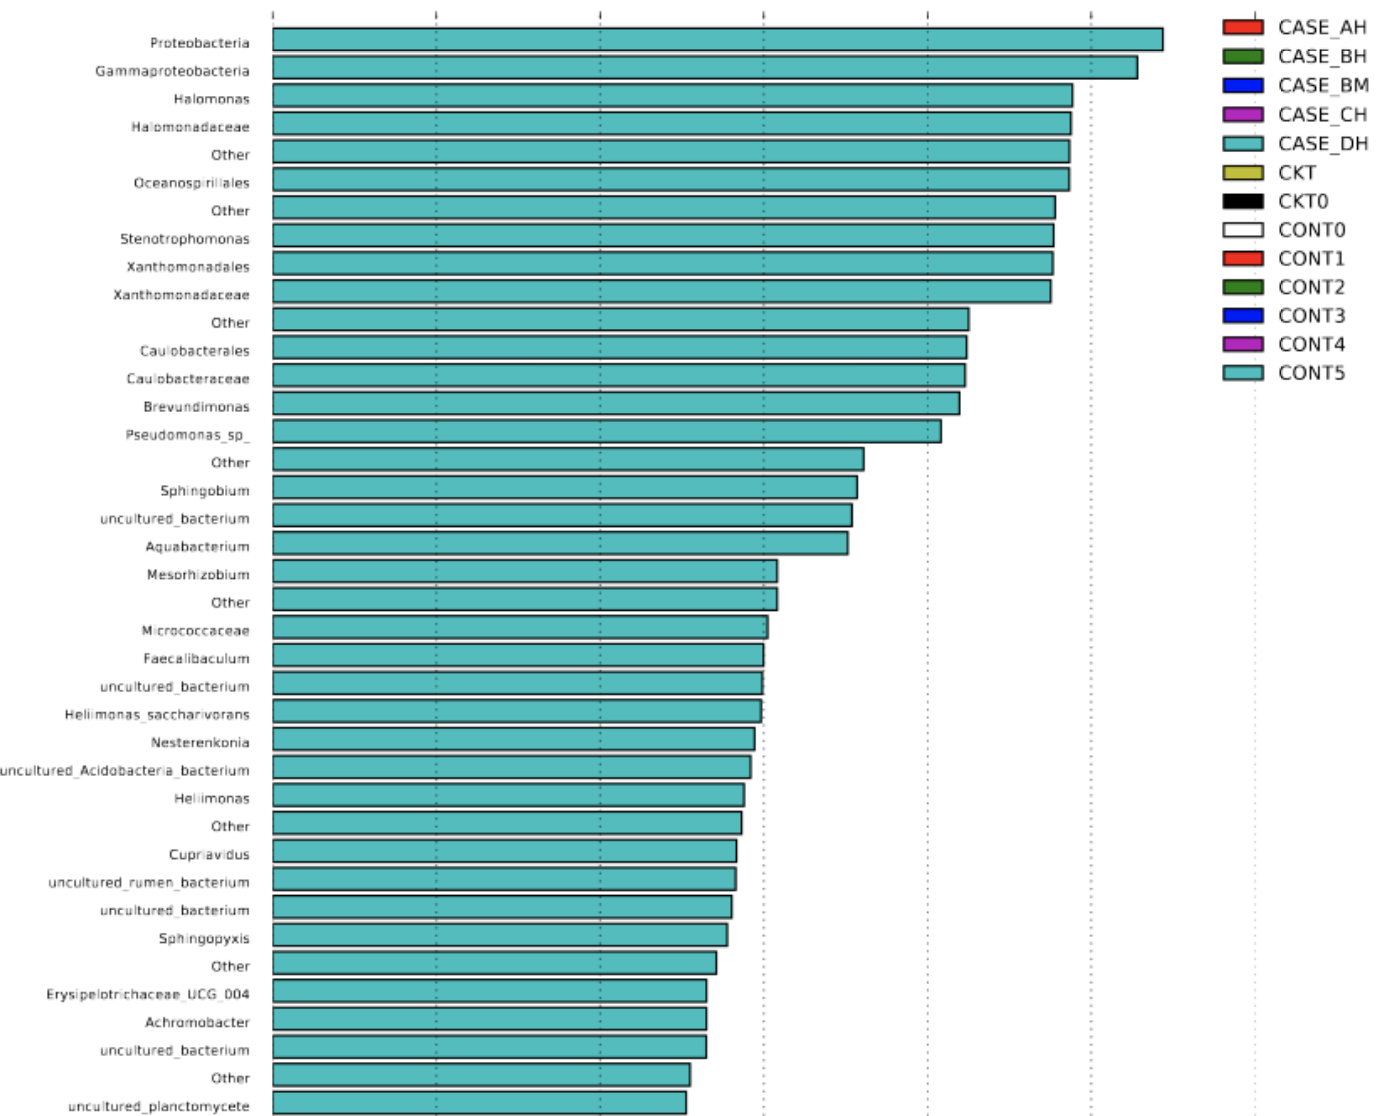 Proteobacteria
Gammaproteobacteria
Halomonas
Halomonadaceae
Other
Oceanospirillales
Other
Stenotrophomonas
Xanthomonadales
Xanthomonadaceae
Other
Caulobacterales
Caulobacteraceae
Brevundimonas
Pseudomonas_sp_
Other
Sphingobium
uncultured_bacterium
Aquabacterium
Mesorhizobium
Other
Micrococcaceae
Faecalibaculum
uncultured_bacterium
Heliimonas_saccharivorans
Nesterenkonia
uncultured_Acidobacteria_bacterium
Heliimonas
Other
Cupriavidus
uncultured_rumen_bacterium
uncultured_bacterium
Sphingopyxis
Other
Erysipelotrichaceae_UCG_004
Achromobacter
uncultured_bacterium
Other
uncultured_planctomycete
CASE_AH
CASE_BH
CASE_BM
CASE_CH
CASE_DH
CKT
CKT0
CONT0
CONT1
CONT2
CONT3
CONT4
CONT5